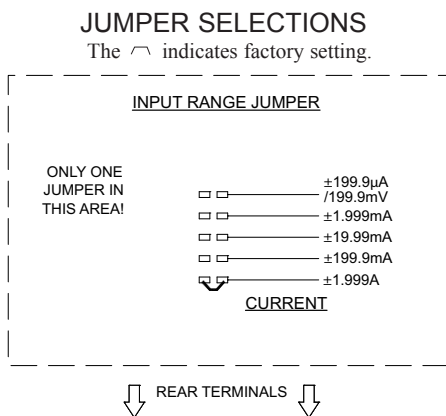 JUMPER SELECTIONS
The indicates factory setting.
INPUT RANGE JUMPER
ONLY ONE
JUMPER IN
THIS AREA!
±199.9µA
/199.9mV
±1.999mA
±19.99mA
±199.9mA
±1.999A
CURRENT
REAR TERMINALS